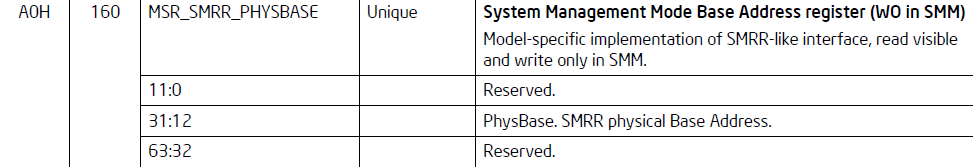 A0H 160 MSR_SMRR_PHYSBASE Unique System Management Mode Base Address register (WO in SMM)
Model-specific implementation of SMRR-like interface, read visible
and write only in SMM.
11:0 Reserved.
31:12 PhysBase. SMRR physical Base Address.
63:32 Reserved.